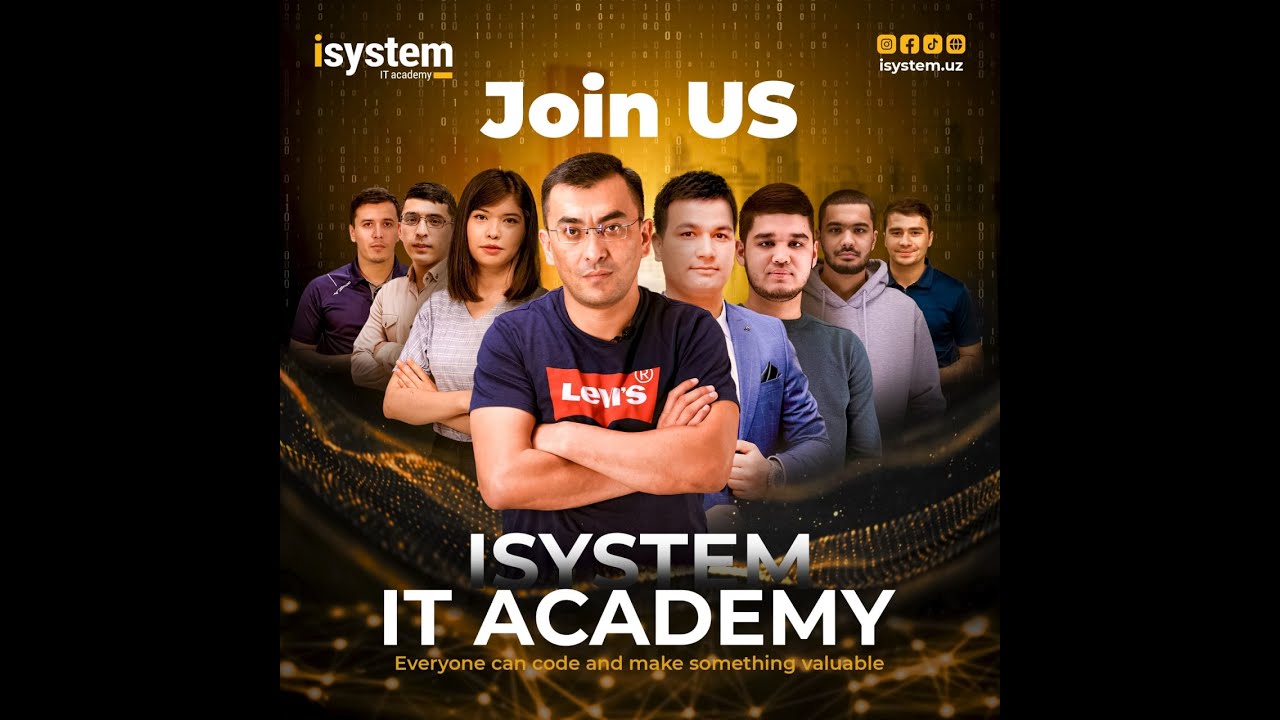 isystem
IT academy
isystem.uz
Join US
LEVI'S
®
ISYSTEM
IT ACADEMY
Everyone can code and make something valuable